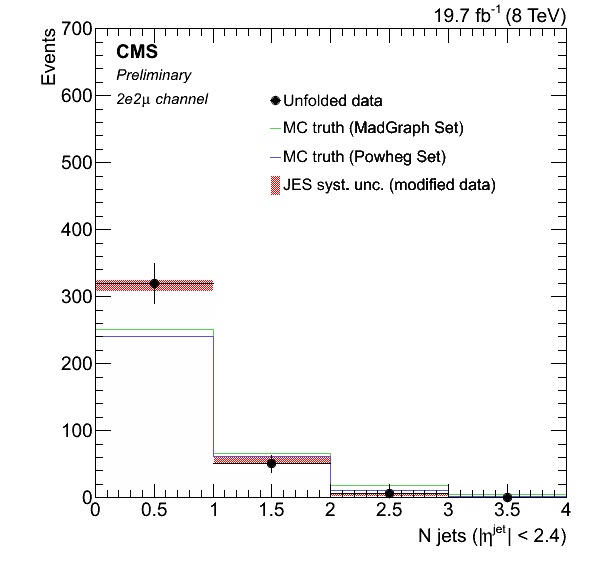 19.7 fb⁻¹ (8 TeV)
Events
700
600
500
400
300
200
100
0
CMS
Preliminary
2e2μ channel
Unfolded data
MC truth (MadGraph Set)
MC truth (Powheg Set)
JES syst. unc. (modified data)
0 0.5 1 1.5 2 2.5 3 3.5 4
N jets (|η^jet| < 2.4)